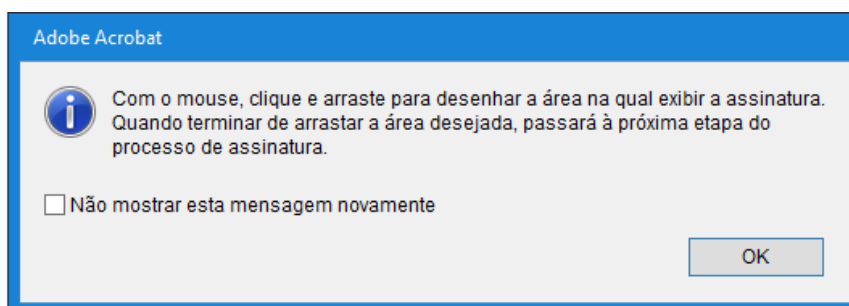 Adobe Acrobat
Com o mouse, clique e arraste para desenhar a área na qual exibir a assinatura.
Quando terminar de arrastar a área desejada, passará à próxima etapa do
processo de assinatura.
Não mostrar esta mensagem novamente
OK